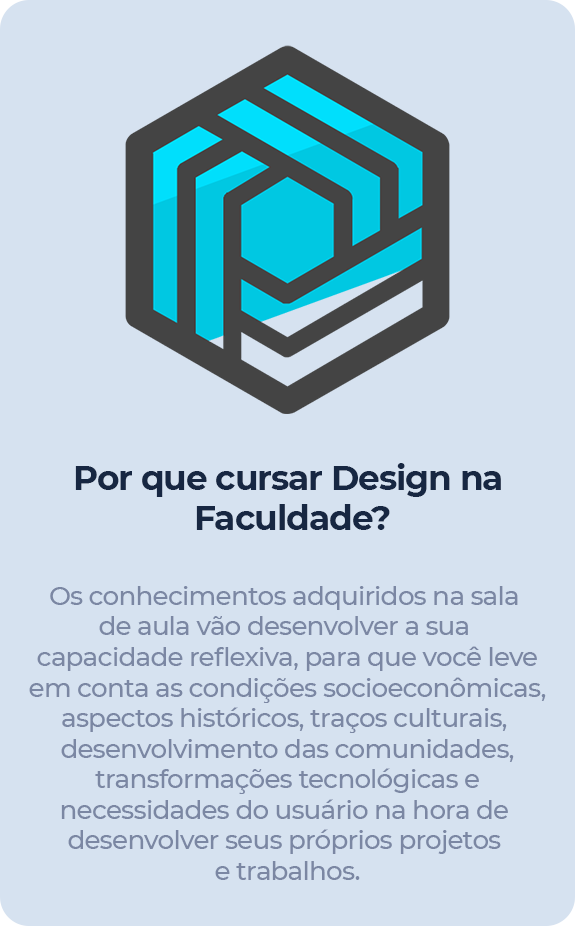 Por que cursar Design na
Faculdade?
Os conhecimentos adquiridos na sala
de aula vão desenvolver a sua
capacidade reflexiva, para que você leve
em conta as condições socioeconômicas,
aspectos históricos, traços culturais,
desenvolvimento das comunidades,
transformações tecnológicas e
necessidades do usuário na hora de
desenvolver seus próprios projetos
e trabalhos.